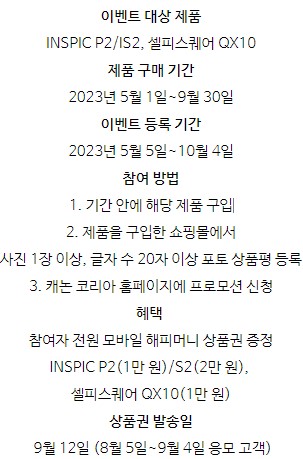 이벤트 대상 제품
INSPIC P2/IS2, 셀피스퀘어 QX10
제품 구매 기간
2023년 5월 1일~9월 30일
이벤트 등록 기간
2023년 5월 5일~10월 4일
참여 방법
1. 기간 안에 해당 제품 구입
2. 제품을 구입한 쇼핑몰에서
사진 1장 이상, 글자 수 20자 이상 포토 상품평 등록
3. 캐논 코리아 홈페이지에 프로모션 신청
혜택
참여자 전원 모바일 해피머니 상품권 증정
INSPIC P2(1만 원)/S2(2만 원),
셀피스퀘어 QX10(1만 원)
상품권 발송일
9월 12일 (8월 5일~9월 4일 응모 고객)